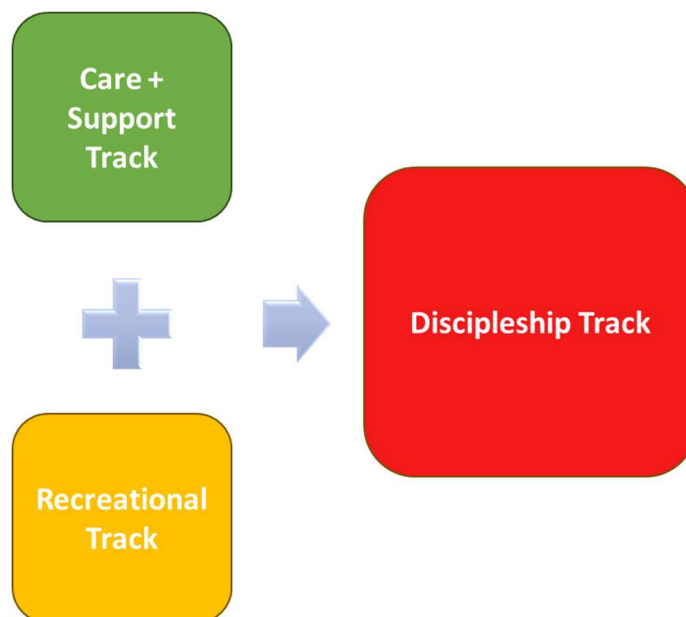 Care +
Support
Track
Discipleship Track
Recreational
Track